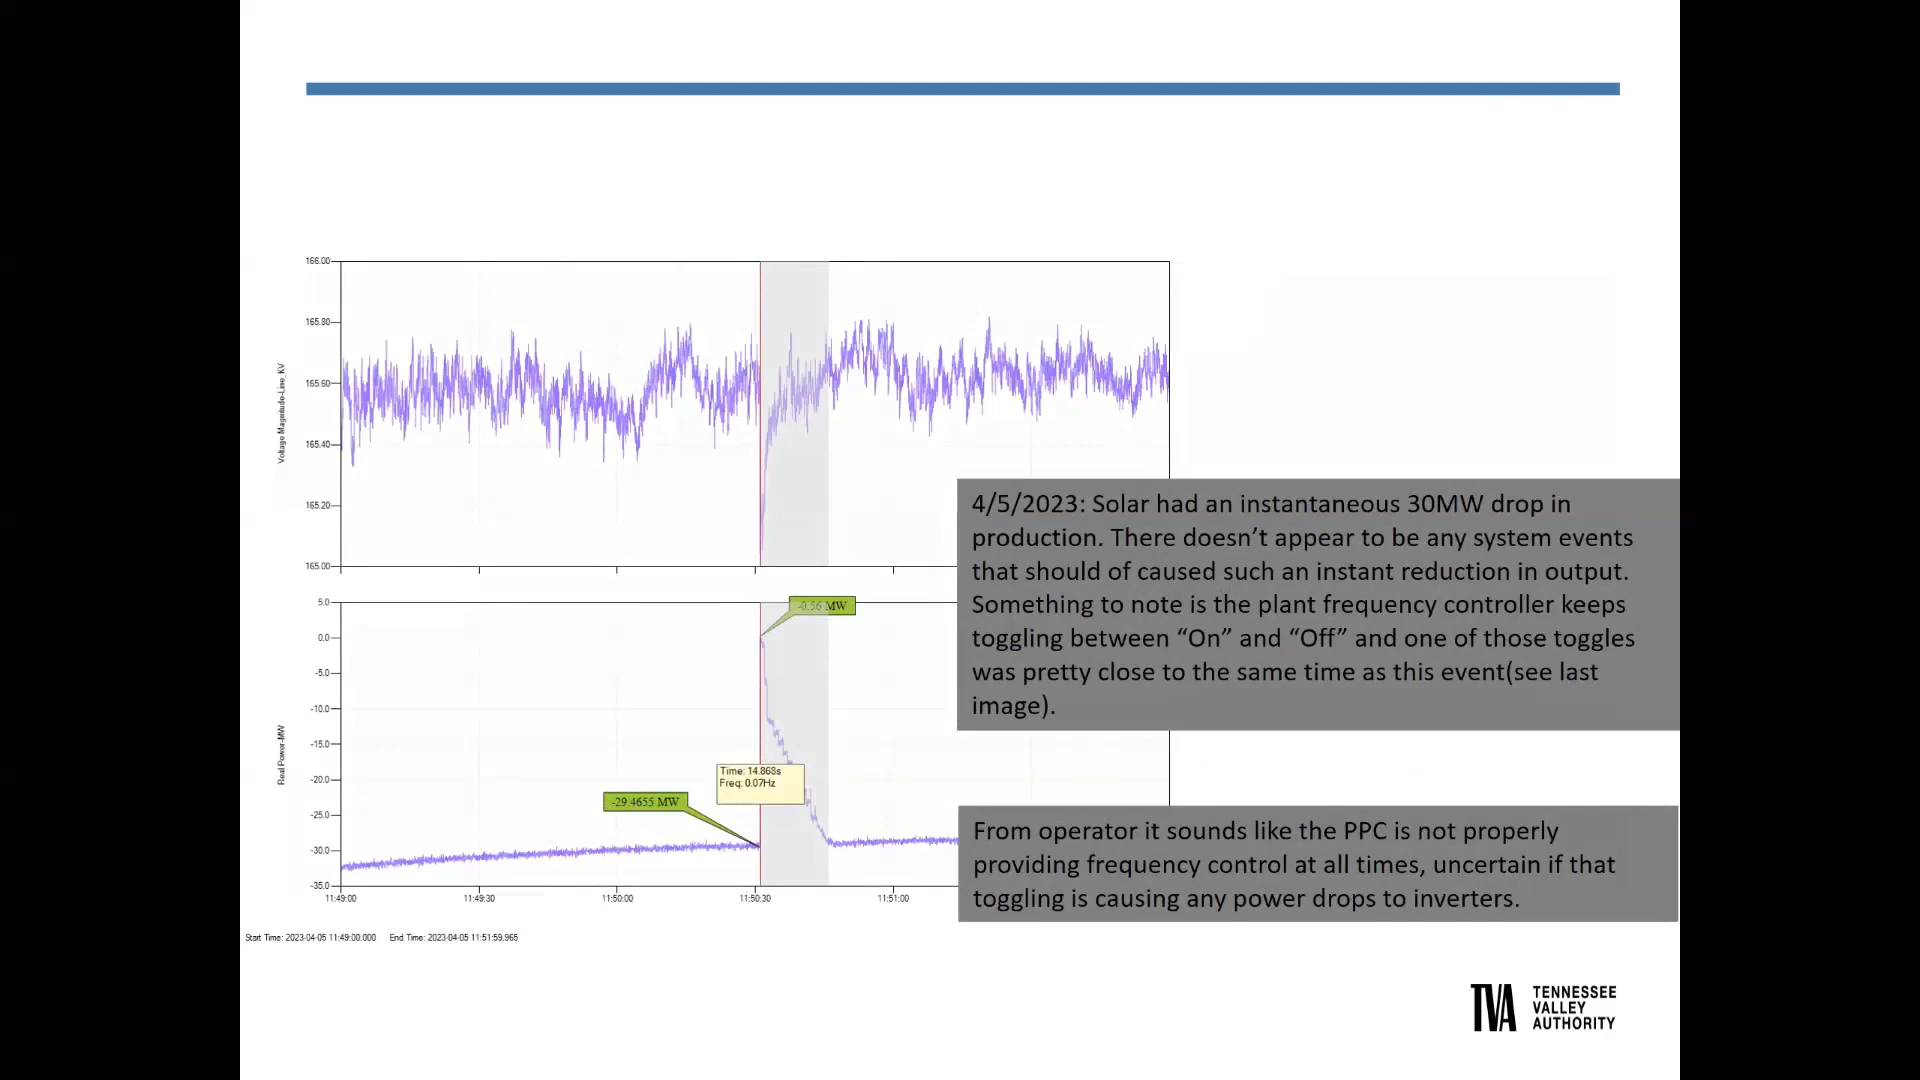 166.00
165.80
165.60
165.40
165.20
165.00
Voltage Magnitude-Line_KV
5.0
0.0
-5.0
-10.0
-15.0
-20.0
-25.0
-30.0
-35.0
Real Power-MW
-0.56 MW
Time: 14.868s
Freq: 0.07Hz
-29.4655 MW
11:49:00
11:49:30
11:50:00
11:50:30
11:51:00
Start Time: 2023-04-05 11:49:00.000 End Time: 2023-04-05 11:51:59.965
4/5/2023: Solar had an instantaneous 30MW drop in
production. There doesn’t appear to be any system events
that should of caused such an instant reduction in output.
Something to note is the plant frequency controller keeps
toggling between “On” and “Off” and one of those toggles
was pretty close to the same time as this event(see last
image).
From operator it sounds like the PPC is not properly
providing frequency control at all times, uncertain if that
toggling is causing any power drops to inverters.
TVA
TENNESSEE
VALLEY
AUTHORITY